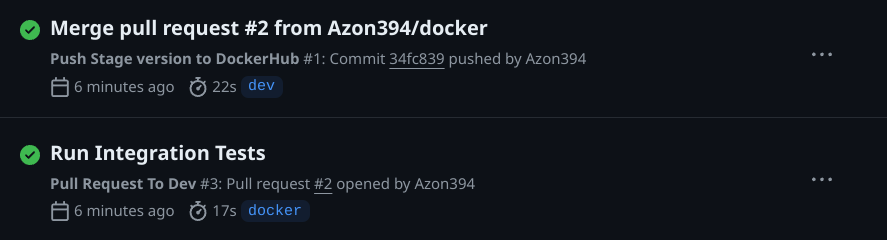 Merge pull request #2 from Azon394/docker
Push Stage version to DockerHub #1: Commit 34fc839 pushed by Azon394
6 minutes ago 22s dev
Run Integration Tests
Pull Request To Dev #3: Pull request #2 opened by Azon394
6 minutes ago 17s docker